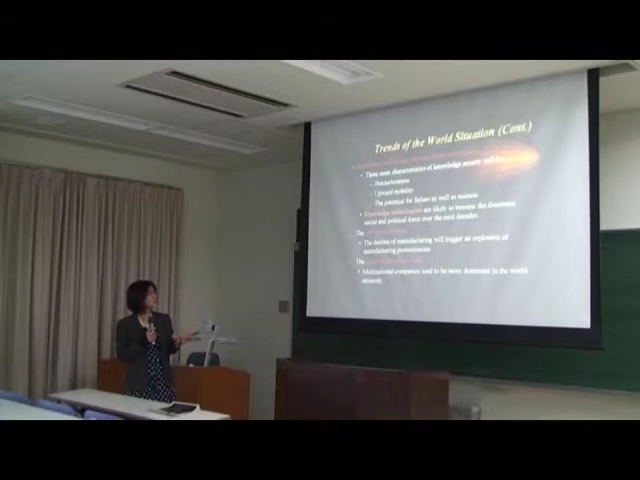 Trends of the World Situation (Cont.)
• Three main characteristics of knowledge society will be
- Borderlessness
- Upward mobility
- The potential for failure as well as success
• Knowledge technologists are likely to become the dominant
social and political force over the next decades.
The
• The decline of manufacturing will trigger an explosion of
manufacturing protectionism
The
• Multinational companies tend to be more dominant in the world
economy